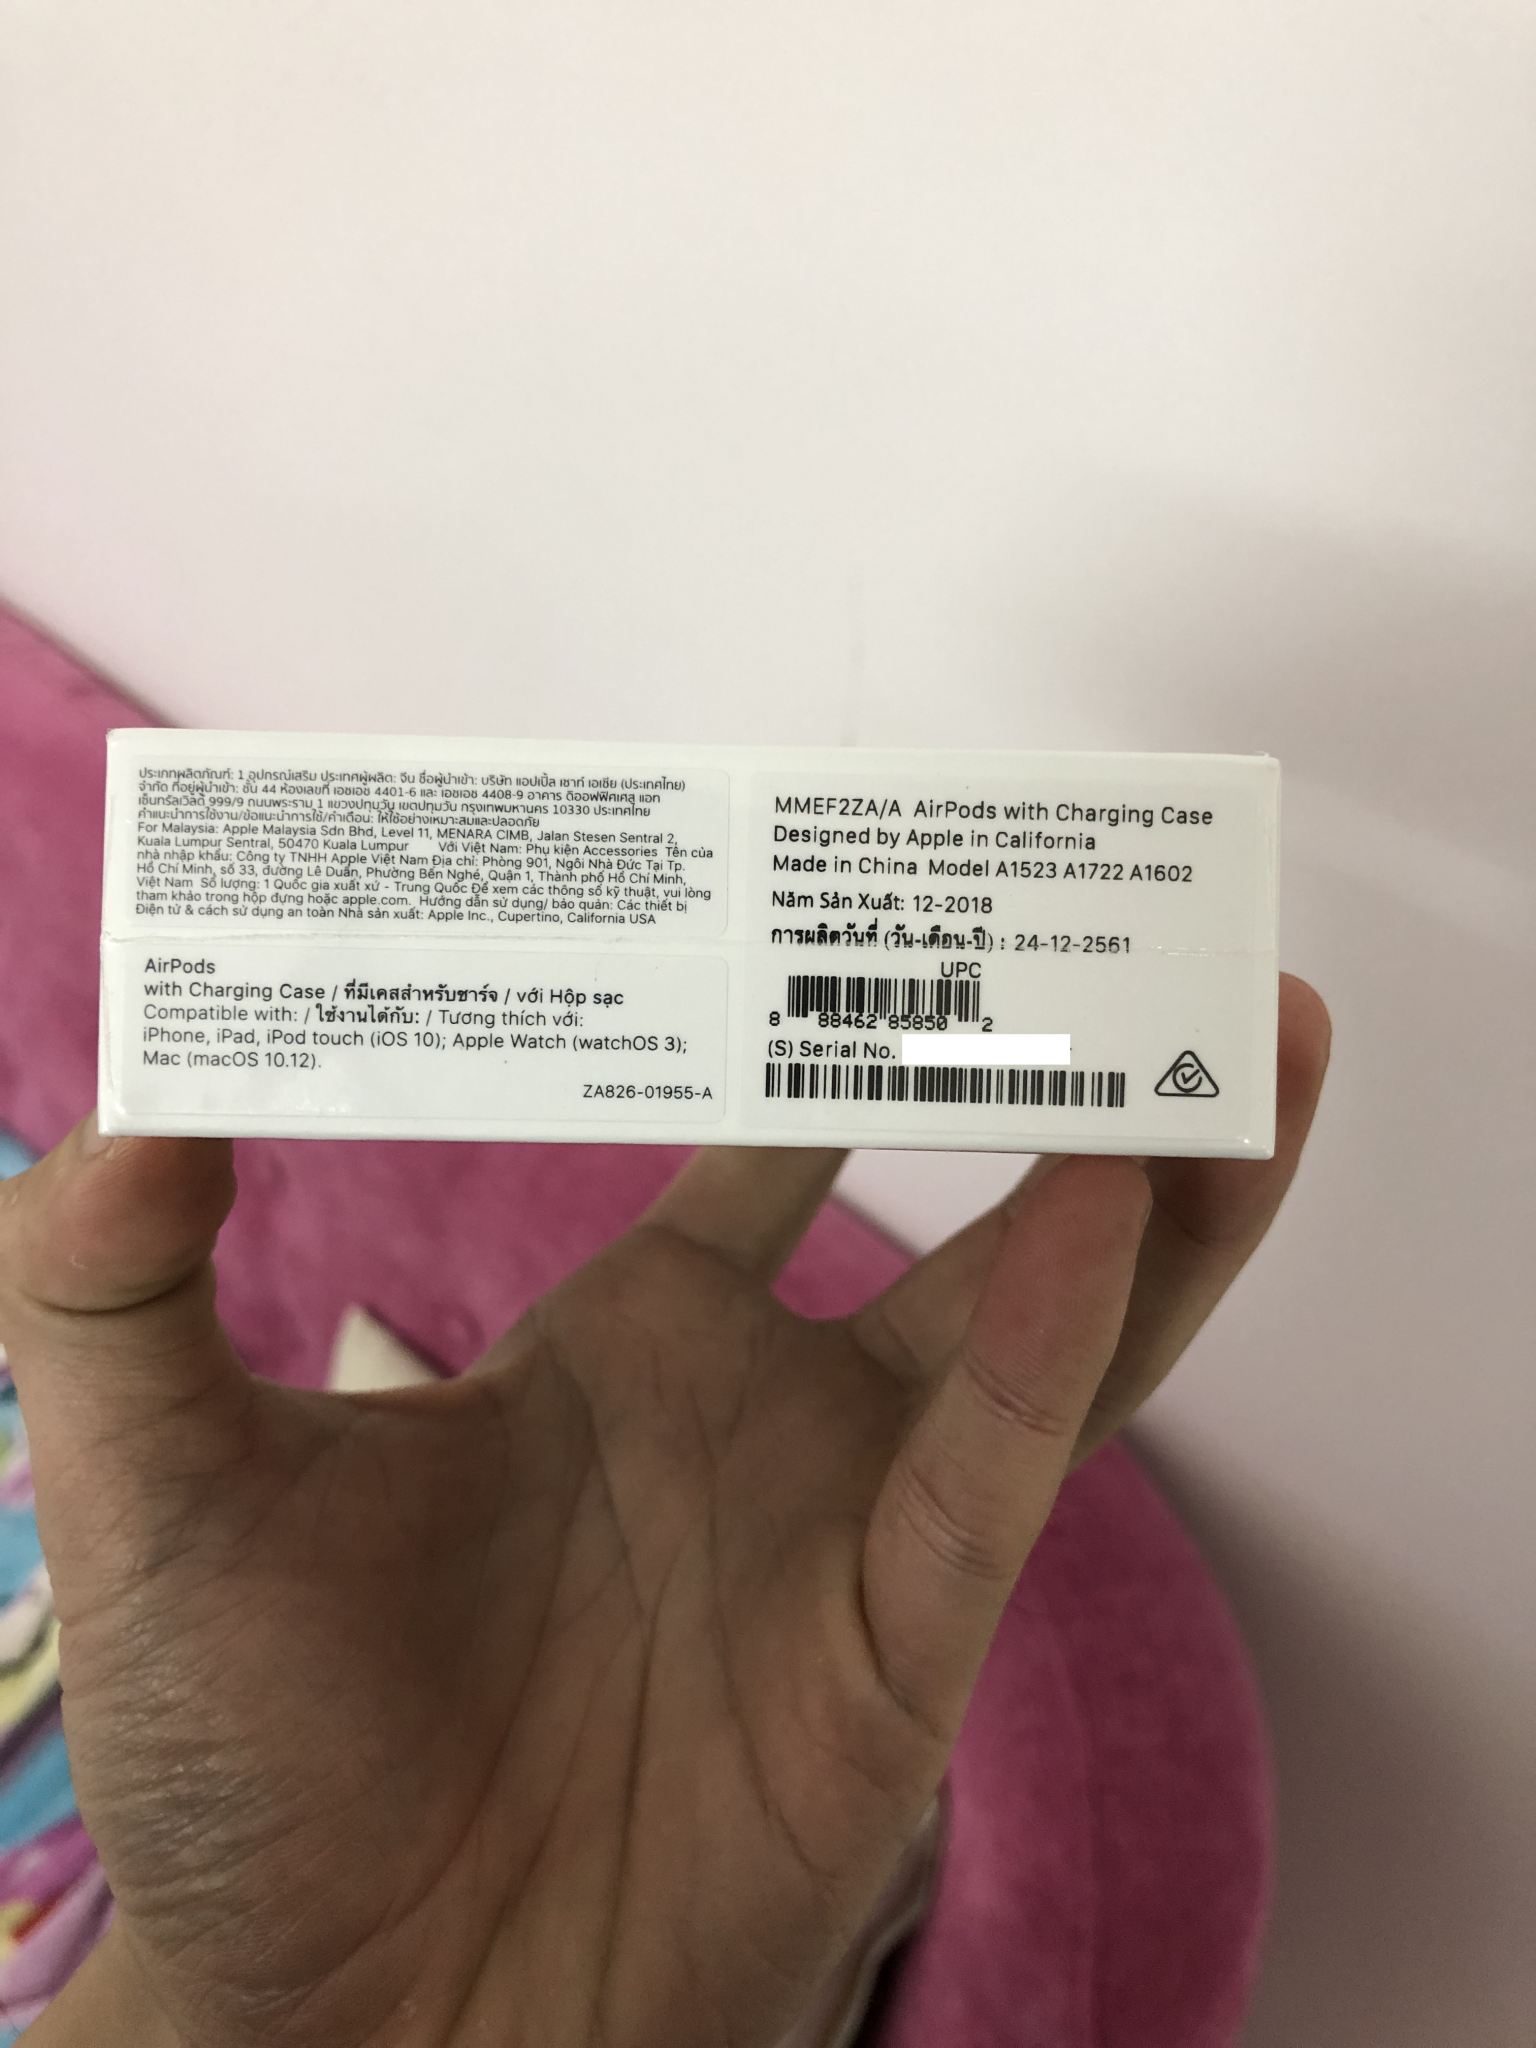 ประเภทผลิตภัณฑ์: 1 อุปกรณ์เสริม ประเทศผู้ผลิต: จีน ชื่อผู้นำเข้า: บริษัท แอปเปิ้ล เซาท์ เอเชีย (ประเทศไทย)
จำกัด ที่อยู่ผู้นำเข้า: ชั้น 44 ห้องเลขที่ เอชเอช 4401-6 และ เอชเอช 4408-9 อาคาร ดิออฟฟิศเศส แอท
เซ็นทรัลเวิลด์ 999/9 ถนนพระราม 1 แขวงปทุมวัน เขตปทุมวัน กรุงเทพมหานคร 10330 ประเทศไทย
คำแนะนำการใช้งาน/ข้อแนะนำการใช้/คำเตือน: ให้ใช้อย่างเหมาะสมและปลอดภัย
For Malaysia: Apple Malaysia Sdn Bhd, Level 11, MENARA CIMB, Jalan Stesen Sentral 2,
Kuala Lumpur Sentral, 50470 Kuala Lumpur Với Việt Nam: Phụ kiện Accessories Tên của
nhà nhập khẩu: Công ty TNHH Apple Việt Nam Địa chỉ: Phòng 901, Ngôi Nhà Đức Tại Tp.
Hồ Chí Minh, số 33, đường Lê Duẩn, Phường Bến Nghé, Quận 1, Thành phố Hồ Chí Minh,
Việt Nam Số lượng: 1 Quốc gia xuất xứ - Trung Quốc Để xem các thông số kỹ thuật, vui lòng
tham khảo trong hộp đựng hoặc apple.com. Hướng dẫn sử dụng/ bảo quản: Các thiết bị
Điện tử & cách sử dụng an toàn Nhà sản xuất: Apple Inc., Cupertino, California USA
AirPods
with Charging Case / ที่มีเคสสำหรับชาร์จ / với Hộp sạc
Compatible with: / ใช้งานได้กับ: / Tương thích với:
iPhone, iPad, iPod touch (iOS 10); Apple Watch (watchOS 3);
Mac (macOS 10.12).
ZA826-01955-A
MMEF2ZA/A AirPods with Charging Case
Designed by Apple in California
Made in China Model A1523 A1722 A1602
Năm Sản Xuất: 12-2018
การผลิตวันที่ (วัน-เดือน-ปี) : 24-12-2561
UPC
8 88462 85850 2
(S) Serial No.